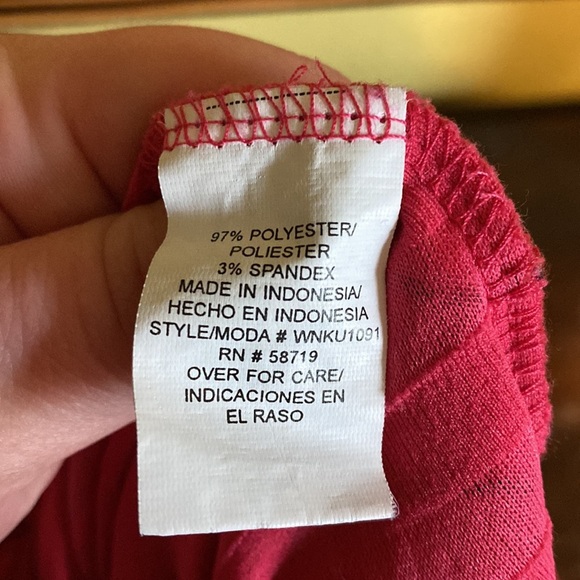 97% POLYESTER/
POLIESTER
3% SPANDEX
MADE IN INDONESIA/
HECHO EN INDONESIA
STYLE/MODA # WNKU1091
RN # 58719
OVER FOR CARE/
INDICACIONES EN
EL RASO